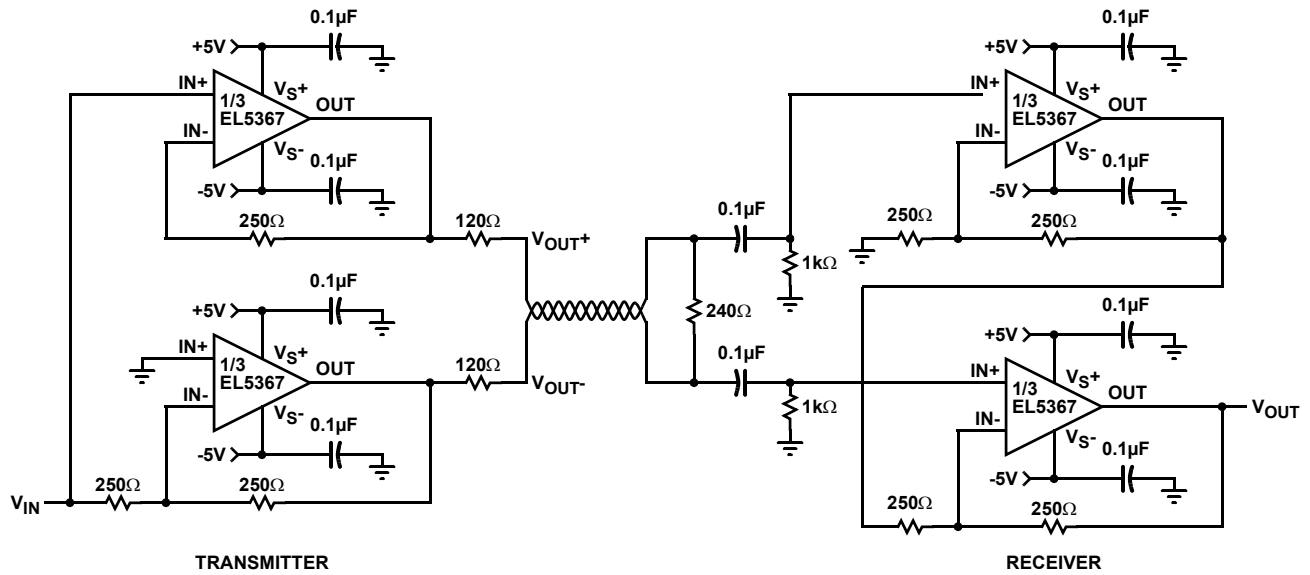 0.1µF
+5V
IN+
VS+
1/3
EL5367
OUT
IN-
VS-
0.1µF
-5V
250Ω
120Ω
VOUT+
0.1µF
+5V
IN+
VS+
1/3
EL5367
OUT
IN-
VS-
0.1µF
-5V
120Ω
VOUT-
VIN
250Ω
250Ω
TRANSMITTER
0.1µF
1kΩ
240Ω
0.1µF
1kΩ
0.1µF
+5V
IN+
VS+
1/3
EL5367
OUT
IN-
VS-
0.1µF
-5V
250Ω
250Ω
0.1µF
+5V
IN+
VS+
1/3
EL5367
OUT
VOUT
IN-
VS-
0.1µF
-5V
250Ω
250Ω
RECEIVER